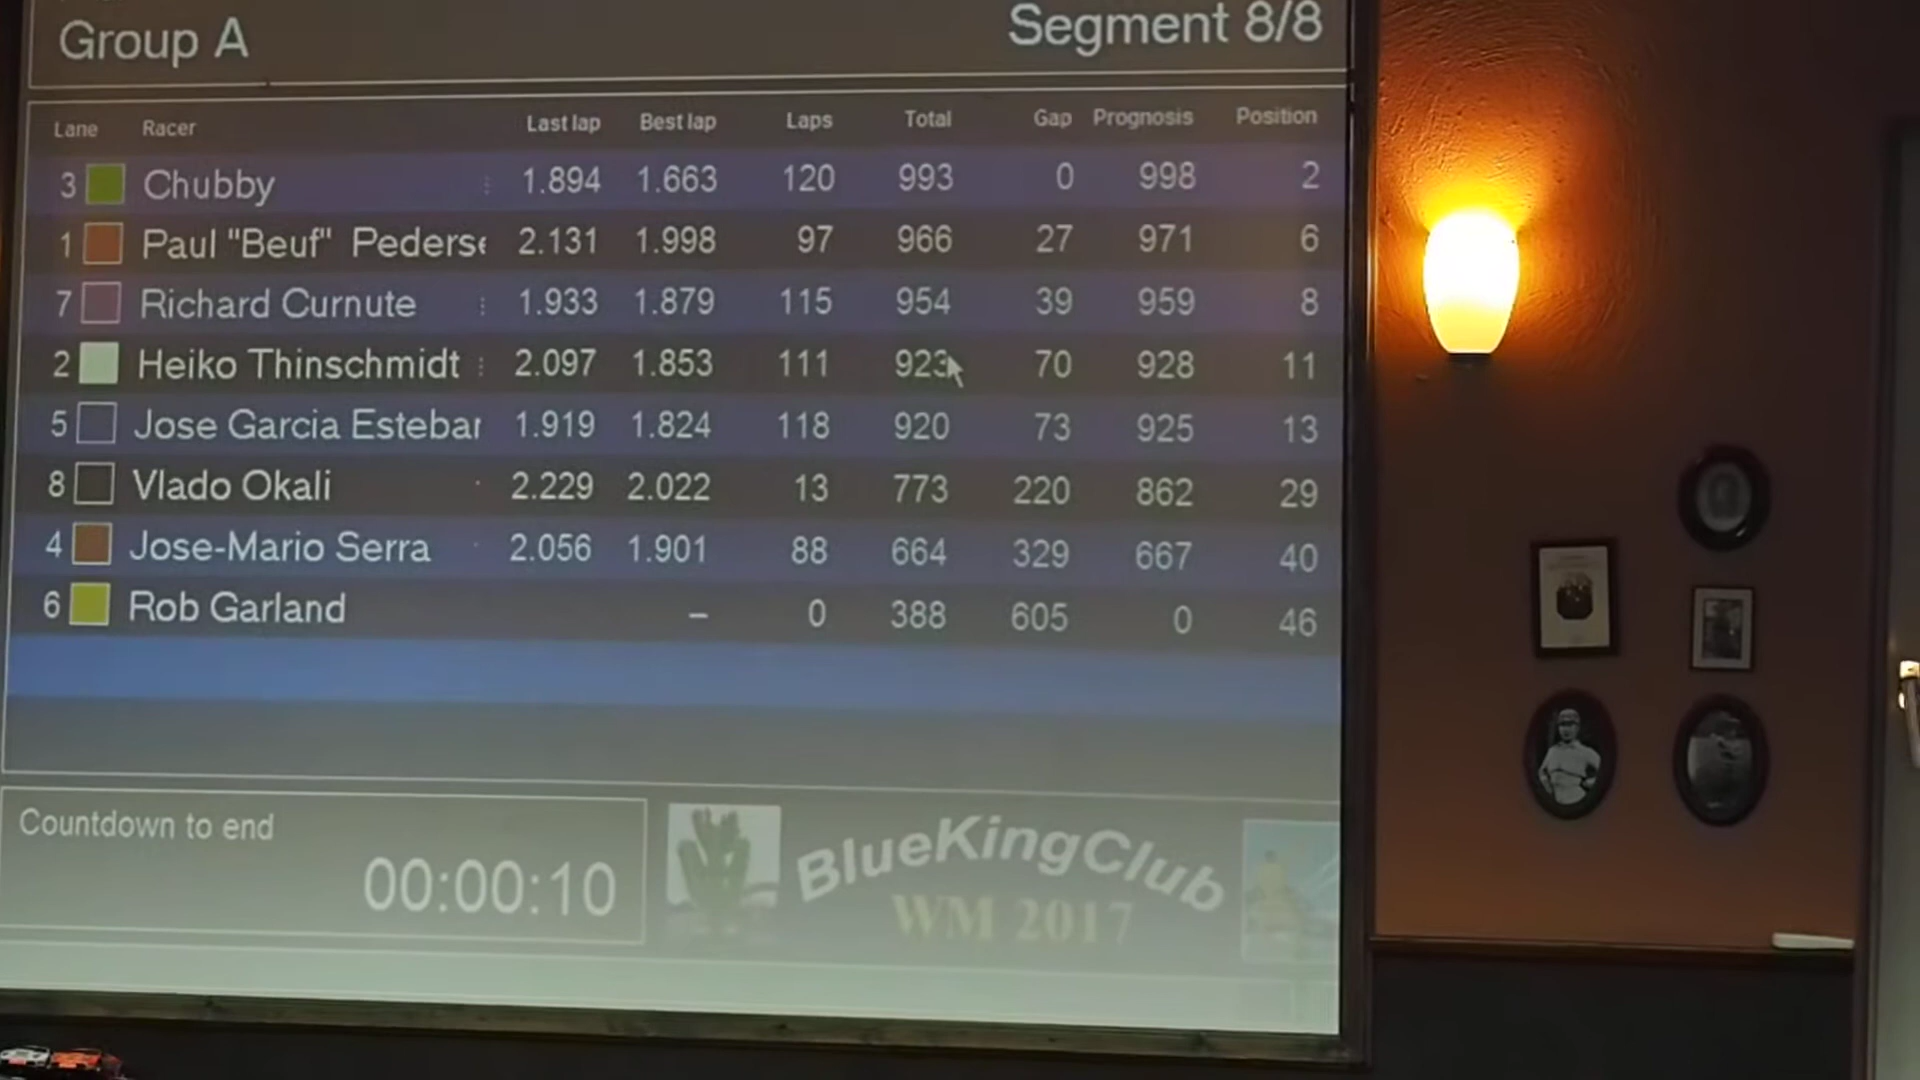 Group A
Segment 8/8
Lane Racer Last lap Best lap Laps Total Gap Prognosis Position
3 Chubby 1.894 1.663 120 993 0 998 2
1 Paul "Beuf" Peders 2.131 1.998 97 966 27 971 6
7 Richard Curnute 1.933 1.879 115 954 39 959 8
2 Heiko Thinschmidt 2.097 1.853 111 923 70 928 11
5 Jose Garcia Esteba 1.919 1.824 118 920 73 925 13
8 Vlado Okali 2.229 2.022 13 773 220 862 29
4 Jose-Mario Serra 2.056 1.901 88 664 329 667 40
6 Rob Garland – 0 388 605 0 46
Countdown to end
00:00:10
BlueKingClub
WM 2017